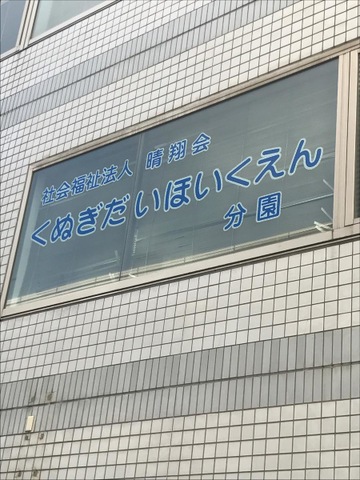 社会福祉法人 晴翔会
くぬぎだいほいくえん
分園